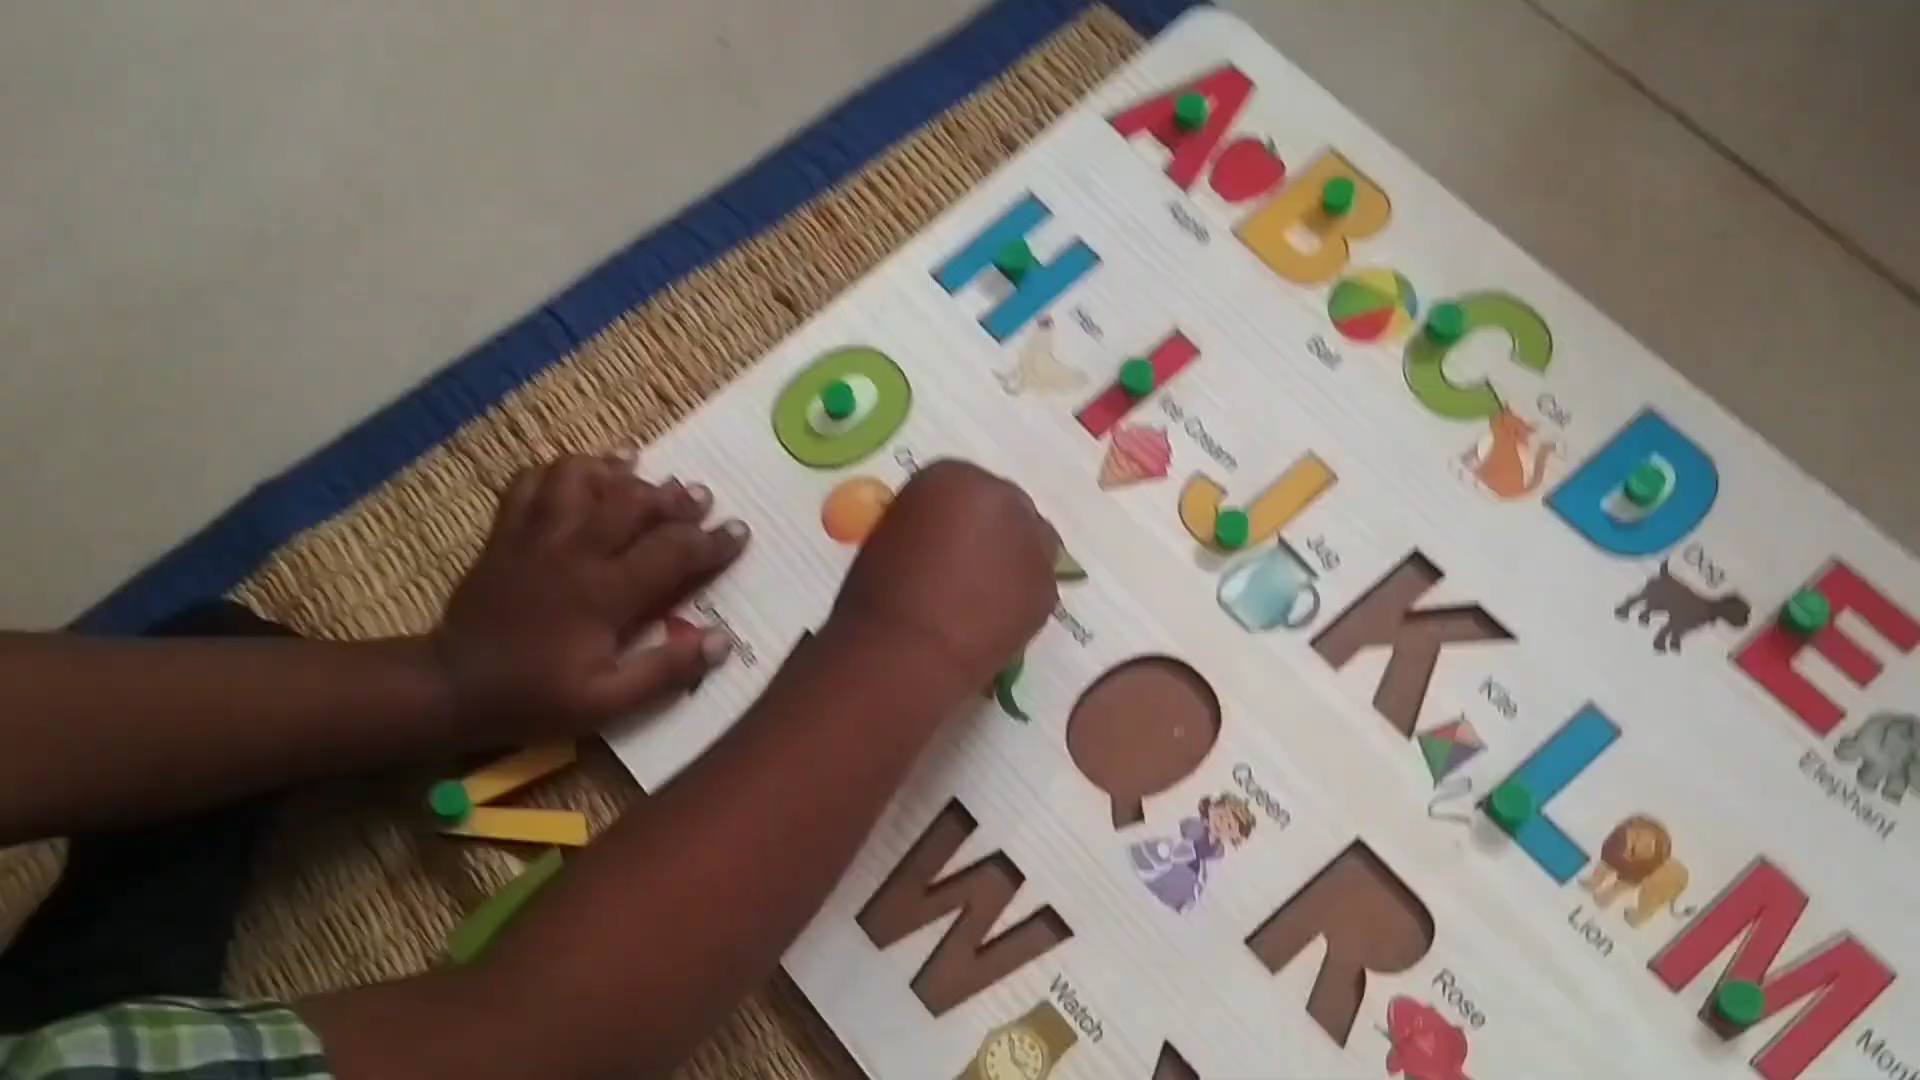 A
Apple
B
Ball
C
Cat
D
Dog
E
Elephant
H
Hen
I
Ice Cream
J
Jug
K
Kite
L
Lion
M
O
Queen
R
Rose
W
Watch